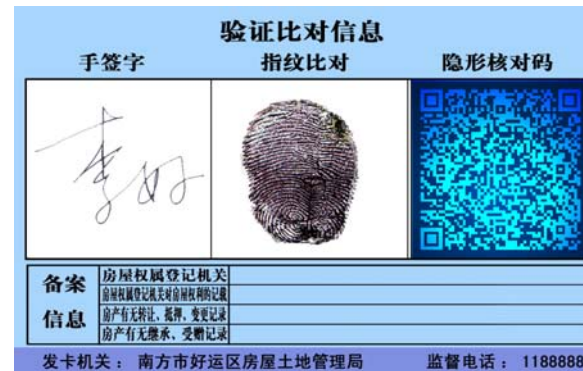 验证比对信息
手签字 指纹比对 隐形核对码
李好
备案信息
房屋权属登记机关
房屋权属登记机关对房屋权利的记载
房产有无转让、抵押、变更记录
房产有无继承、受赠记录
发卡机关： 南方市好运区房屋土地管理局 监督电话： 1188888